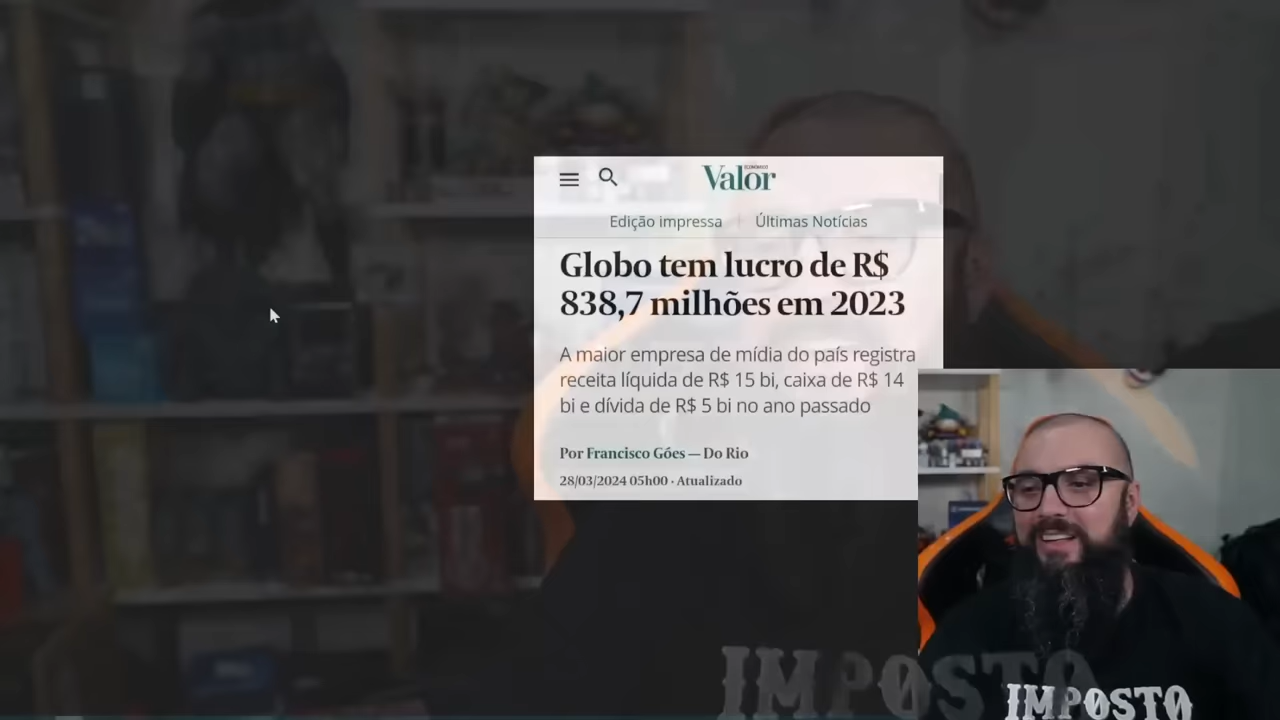 ECONÔMICO
Valor
Edição impressa
Últimas Notícias
Globo tem lucro de R$
838,7 milhões em 2023
A maior empresa de mídia do país registra
receita líquida de R$ 15 bi, caixa de R$ 14
bi e dívida de R$ 5 bi no ano passado
Por Francisco Góes — Do Rio
28/03/2024 05h00 · Atualizado
IMPOSTO
IMPOSTO